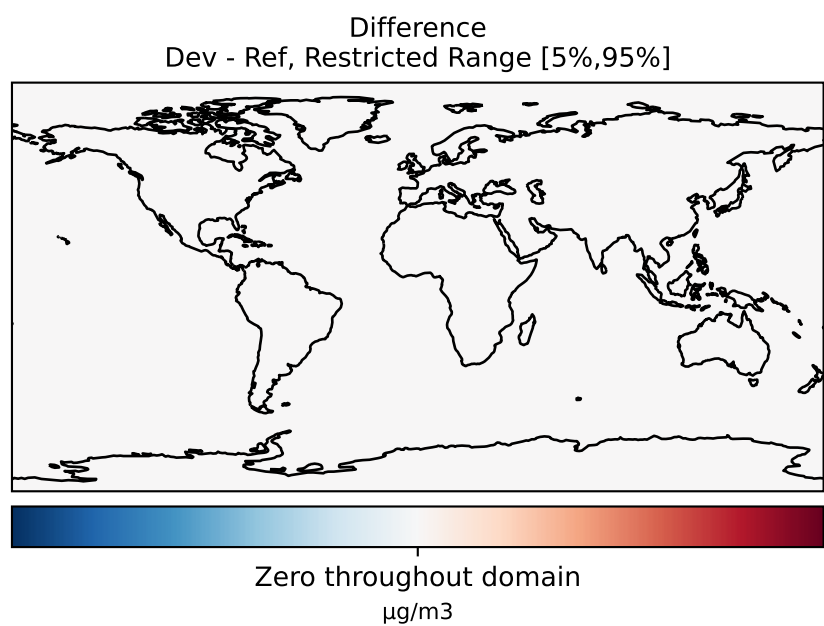 Difference
Dev - Ref, Restricted Range [5%,95%]
Zero throughout domain
μg/m3